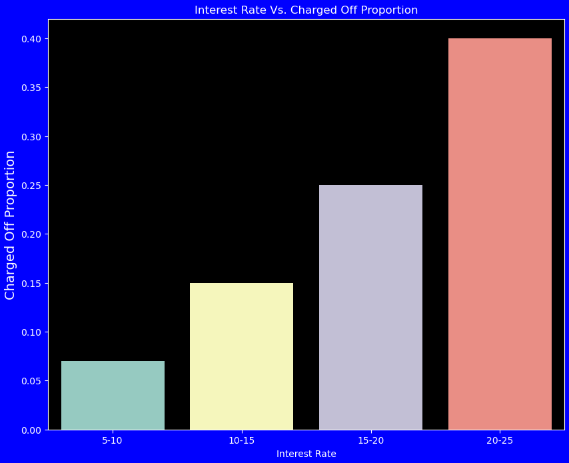 Interest Rate Vs. Charged Off Proportion
Charged Off Proportion
0.40
0.35
0.30
0.25
0.20
0.15
0.10
0.05
0.00
5-10 10-15 15-20 20-25
Interest Rate